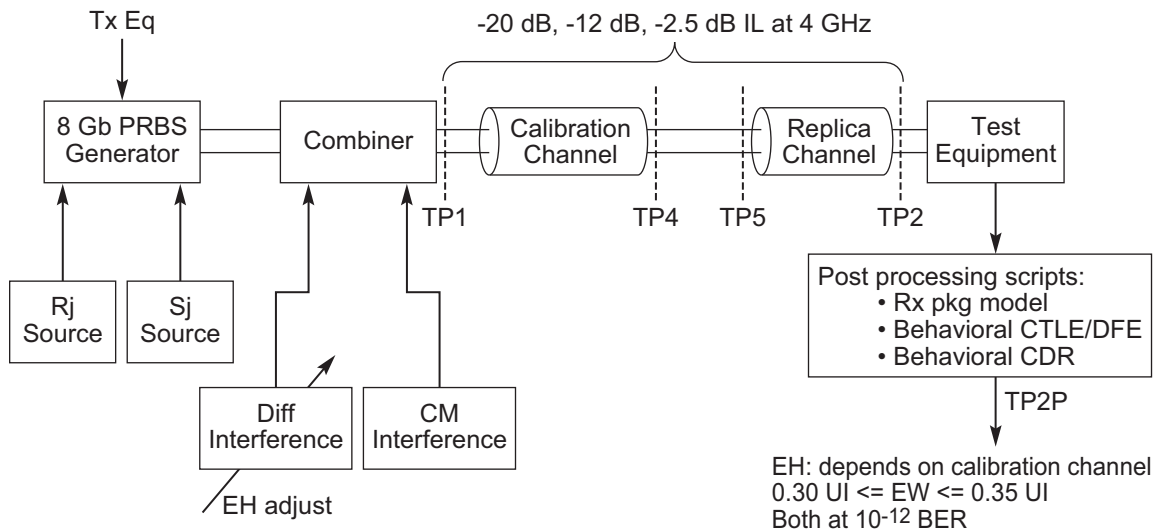 Tx Eq
-20 dB, -12 dB, -2.5 dB IL at 4 GHz
8 Gb PRBS
Generator
Combiner
Calibration
Channel
Replica
Channel
Test
Equipment
TP1
TP4
TP5
TP2
Rj
Source
Sj
Source
Diff
Interference
CM
Interference
EH adjust
Post processing scripts:
• Rx pkg model
• Behavioral CTLE/DFE
• Behavioral CDR
TP2P
EH: depends on calibration channel
0.30 UI <= EW <= 0.35 UI
Both at 10-12 BER